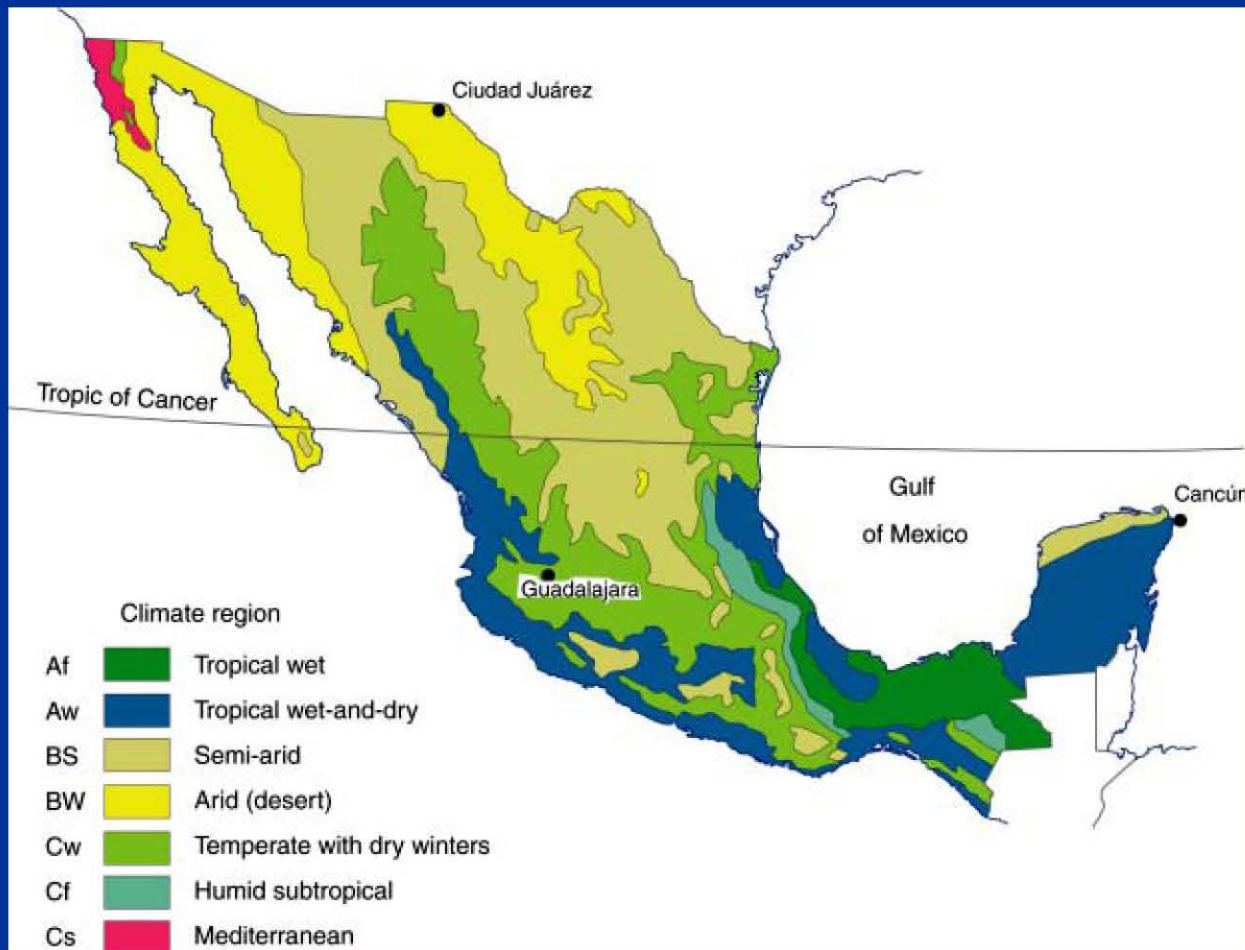 Ciudad Juárez
Tropic of Cancer
Gulf
of Mexico
Cancún
Guadalajara
Climate region
Af Tropical wet
Aw Tropical wet-and-dry
BS Semi-arid
BW Arid (desert)
Cw Temperate with dry winters
Cf Humid subtropical
Cs Mediterranean